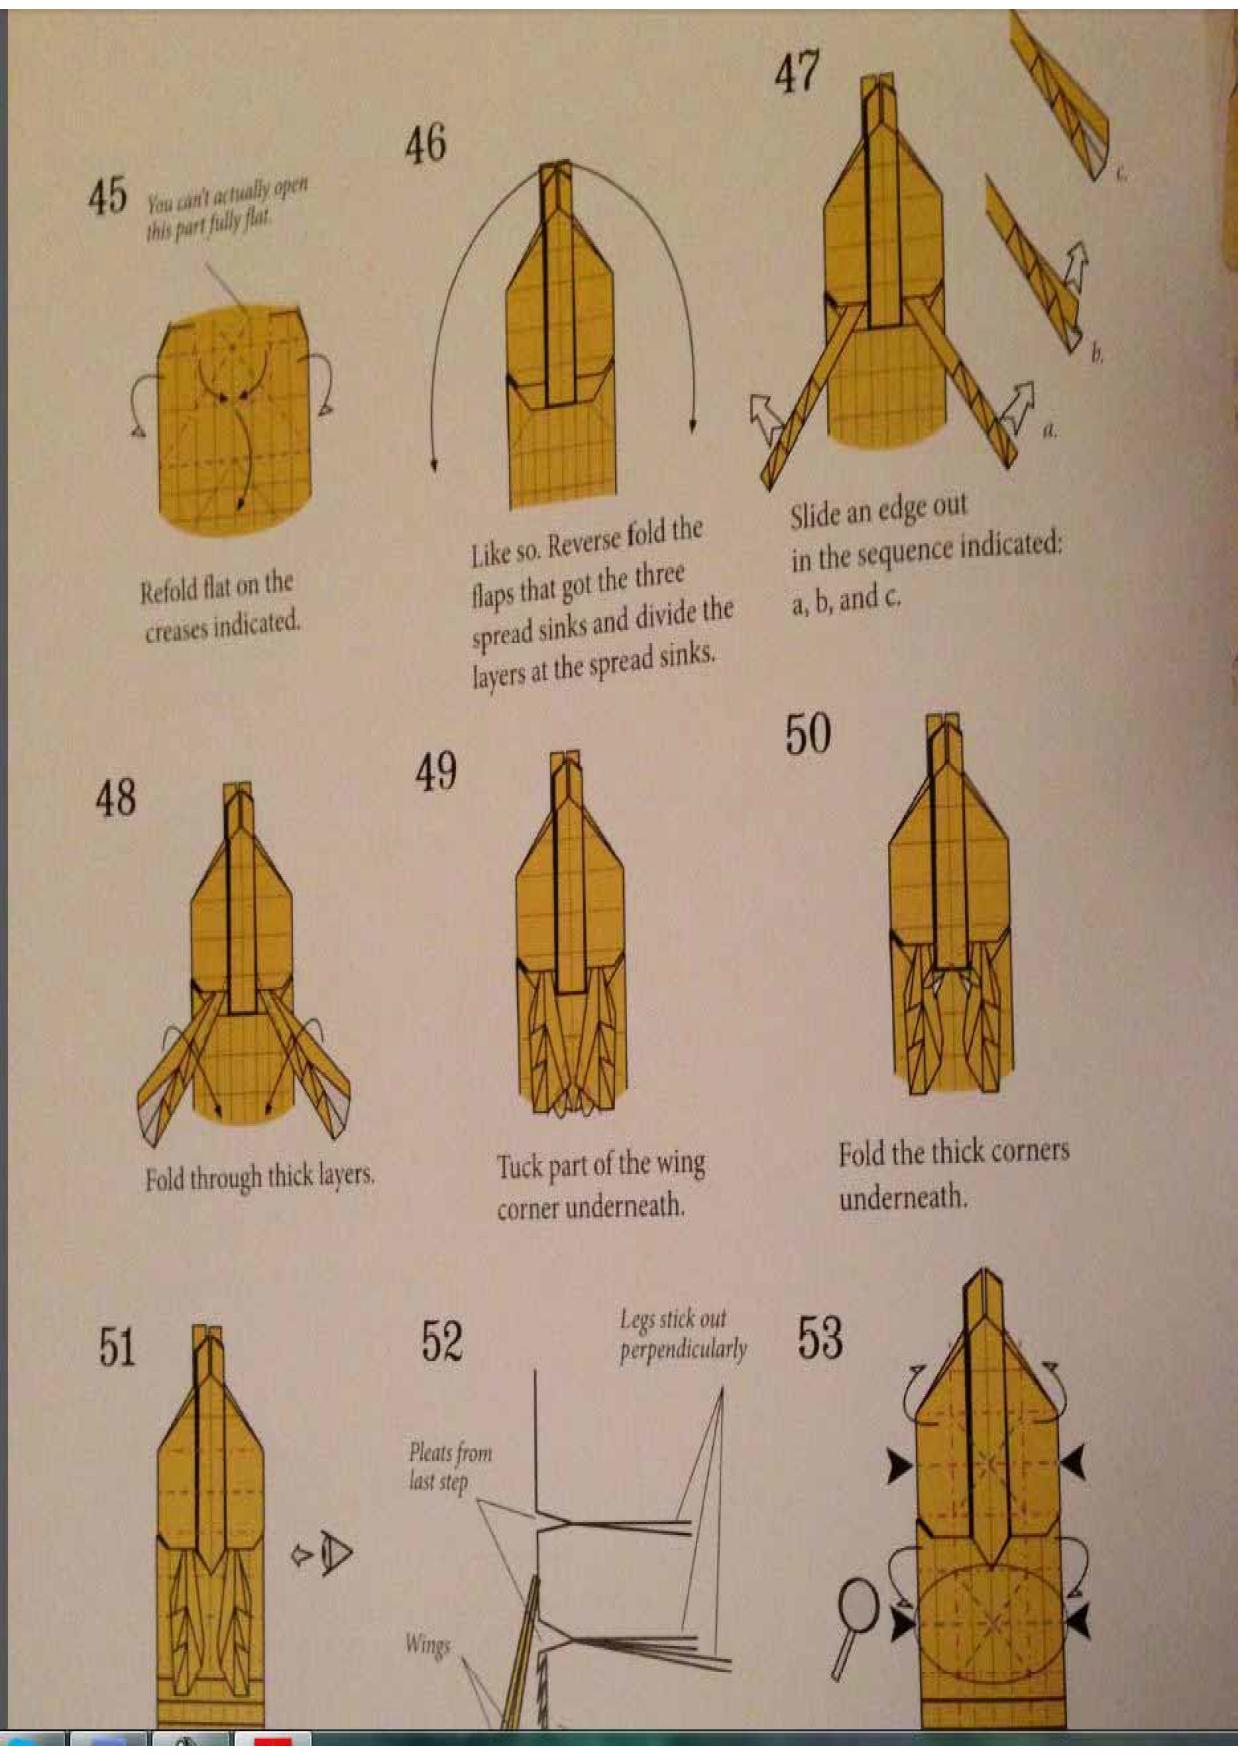 45
You can't actually open
this part fully flat.
Refold flat on the
creases indicated.
46
Like so. Reverse fold the
flaps that got the three
spread sinks and divide the
layers at the spread sinks.
47
c.
b.
a.
Slide an edge out
in the sequence indicated:
a, b, and c.
48
Fold through thick layers.
49
Tuck part of the wing
corner underneath.
50
Fold the thick corners
underneath.
51
52
Legs stick out
perpendicularly
Pleats from
last step
Wings
53